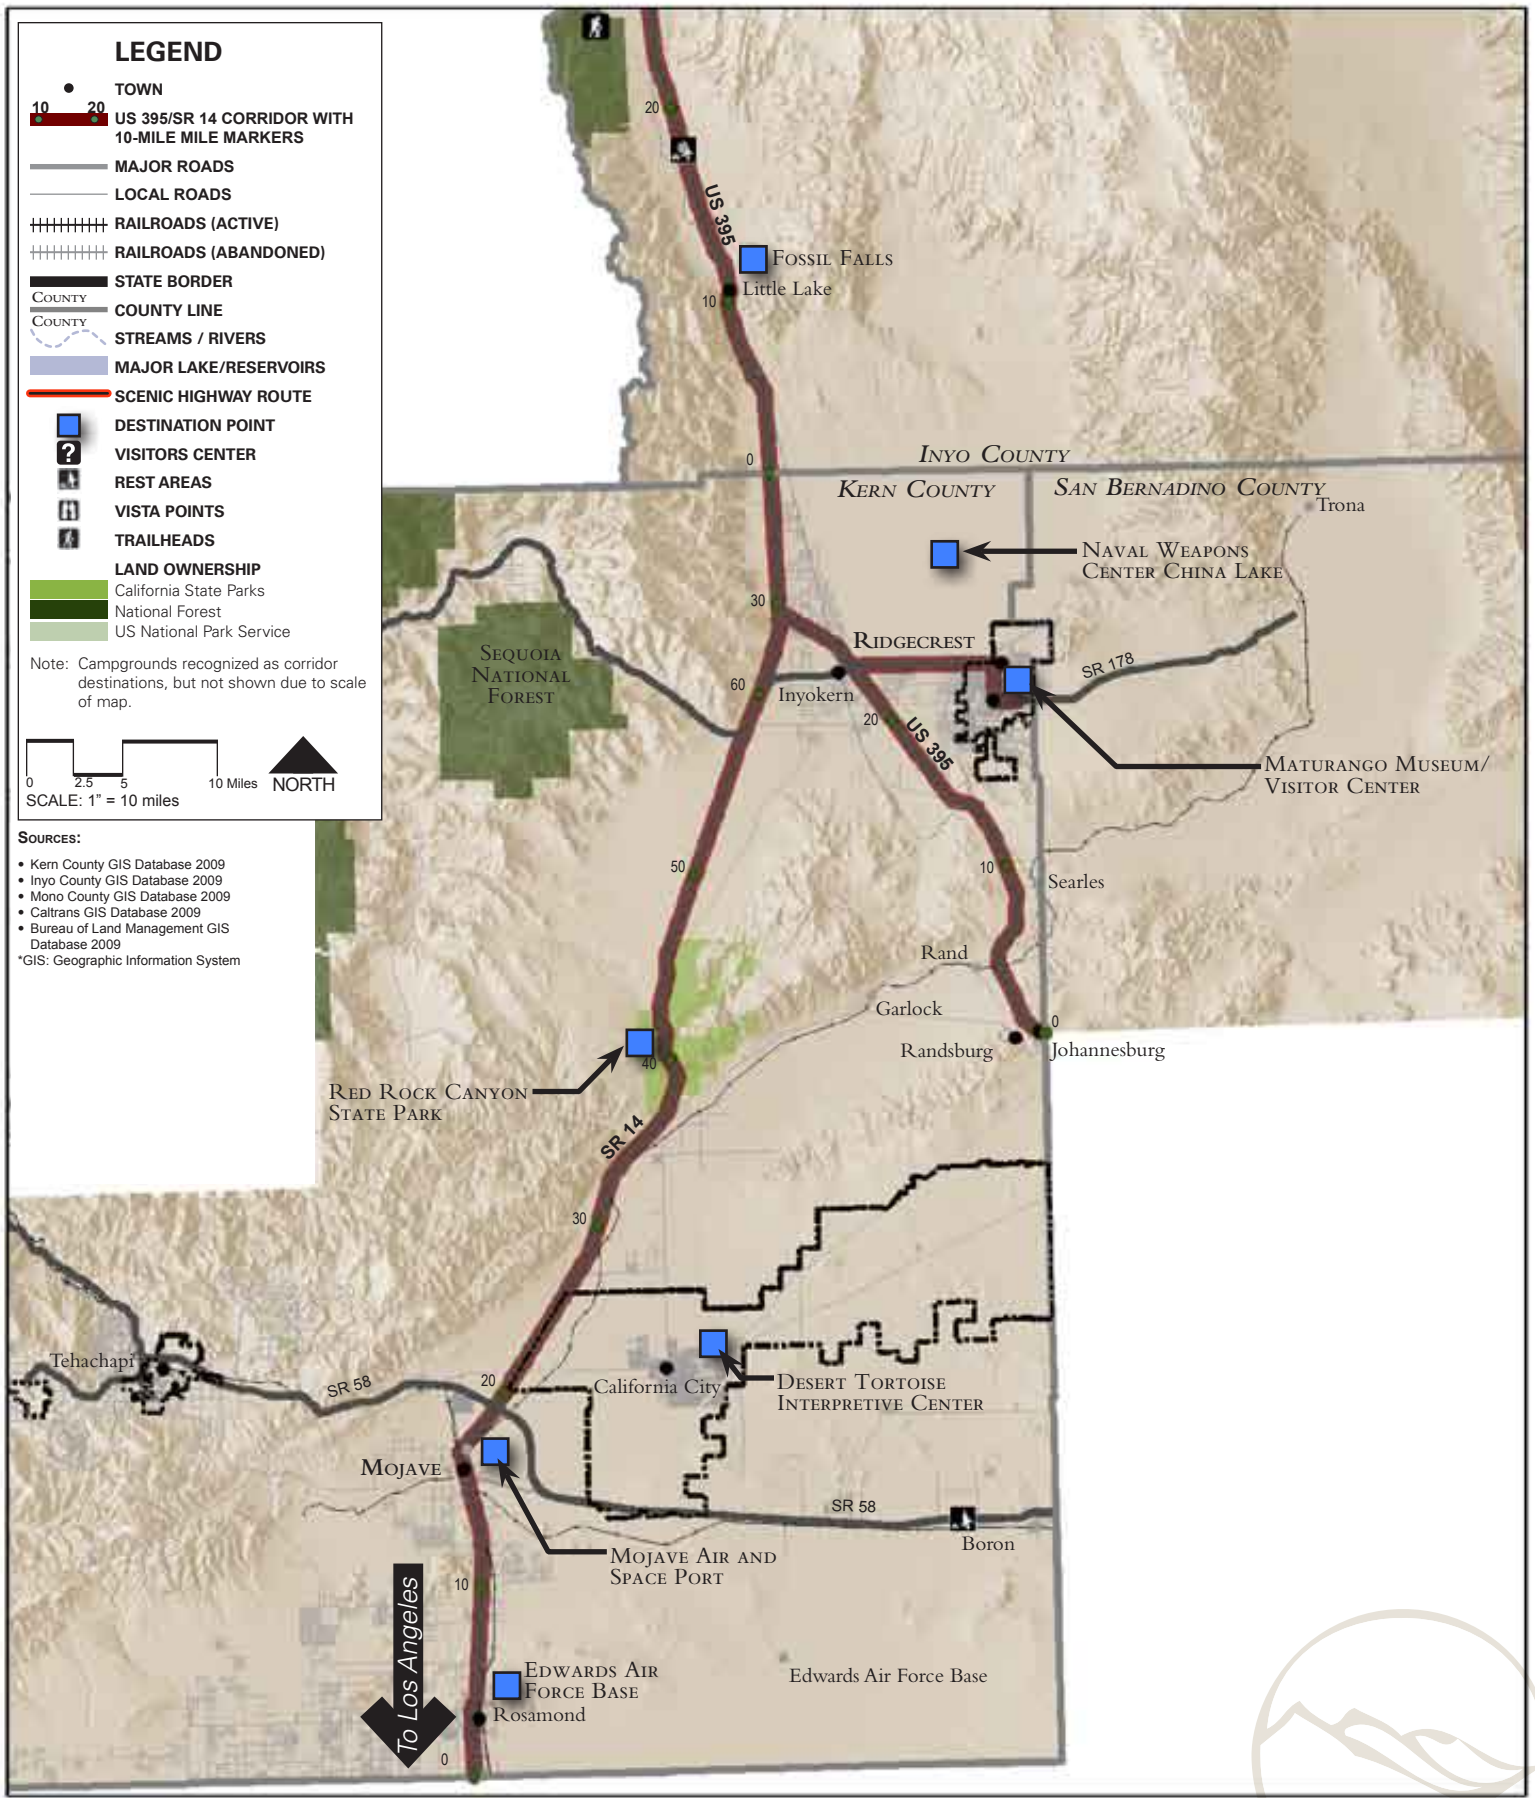 LEGEND
TOWN
10 20
US 395/SR 14 CORRIDOR WITH
10-MILE MILE MARKERS
MAJOR ROADS
LOCAL ROADS
RAILROADS (ACTIVE)
RAILROADS (ABANDONED)
STATE BORDER
COUNTY
COUNTY LINE
COUNTY
STREAMS / RIVERS
MAJOR LAKE/RESERVOIRS
SCENIC HIGHWAY ROUTE
DESTINATION POINT
?
VISITORS CENTER
REST AREAS
VISTA POINTS
TRAILHEADS
LAND OWNERSHIP
California State Parks
National Forest
US National Park Service
Note: Campgrounds recognized as corridor
destinations, but not shown due to scale
of map.
0 2.5 5 10 Miles
SCALE: 1" = 10 miles
NORTH
SOURCES:
• Kern County GIS Database 2009
• Inyo County GIS Database 2009
• Mono County GIS Database 2009
• Caltrans GIS Database 2009
• Bureau of Land Management GIS
Database 2009
*GIS: Geographic Information System
20
US 395
FOSSIL FALLS
Little Lake
10
0
INYO COUNTY
KERN COUNTY
SAN BERNADINO COUNTY
Trona
NAVAL WEAPONS
CENTER CHINA LAKE
30
RIDGECREST
SR 178
SEQUOIA
NATIONAL
FOREST
60
Inyokern
20
US 395
MATURANGO MUSEUM/
VISITOR CENTER
50
10
Searles
Rand
Garlock
0
Randsburg
Johannesburg
40
RED ROCK CANYON
STATE PARK
SR 14
30
Tehachapi
SR 58
20
California City
DESERT TORTOISE
INTERPRETIVE CENTER
MOJAVE
SR 58
Boron
MOJAVE AIR AND
SPACE PORT
10
To Los Angeles
EDWARDS AIR
FORCE BASE
Edwards Air Force Base
Rosamond
0